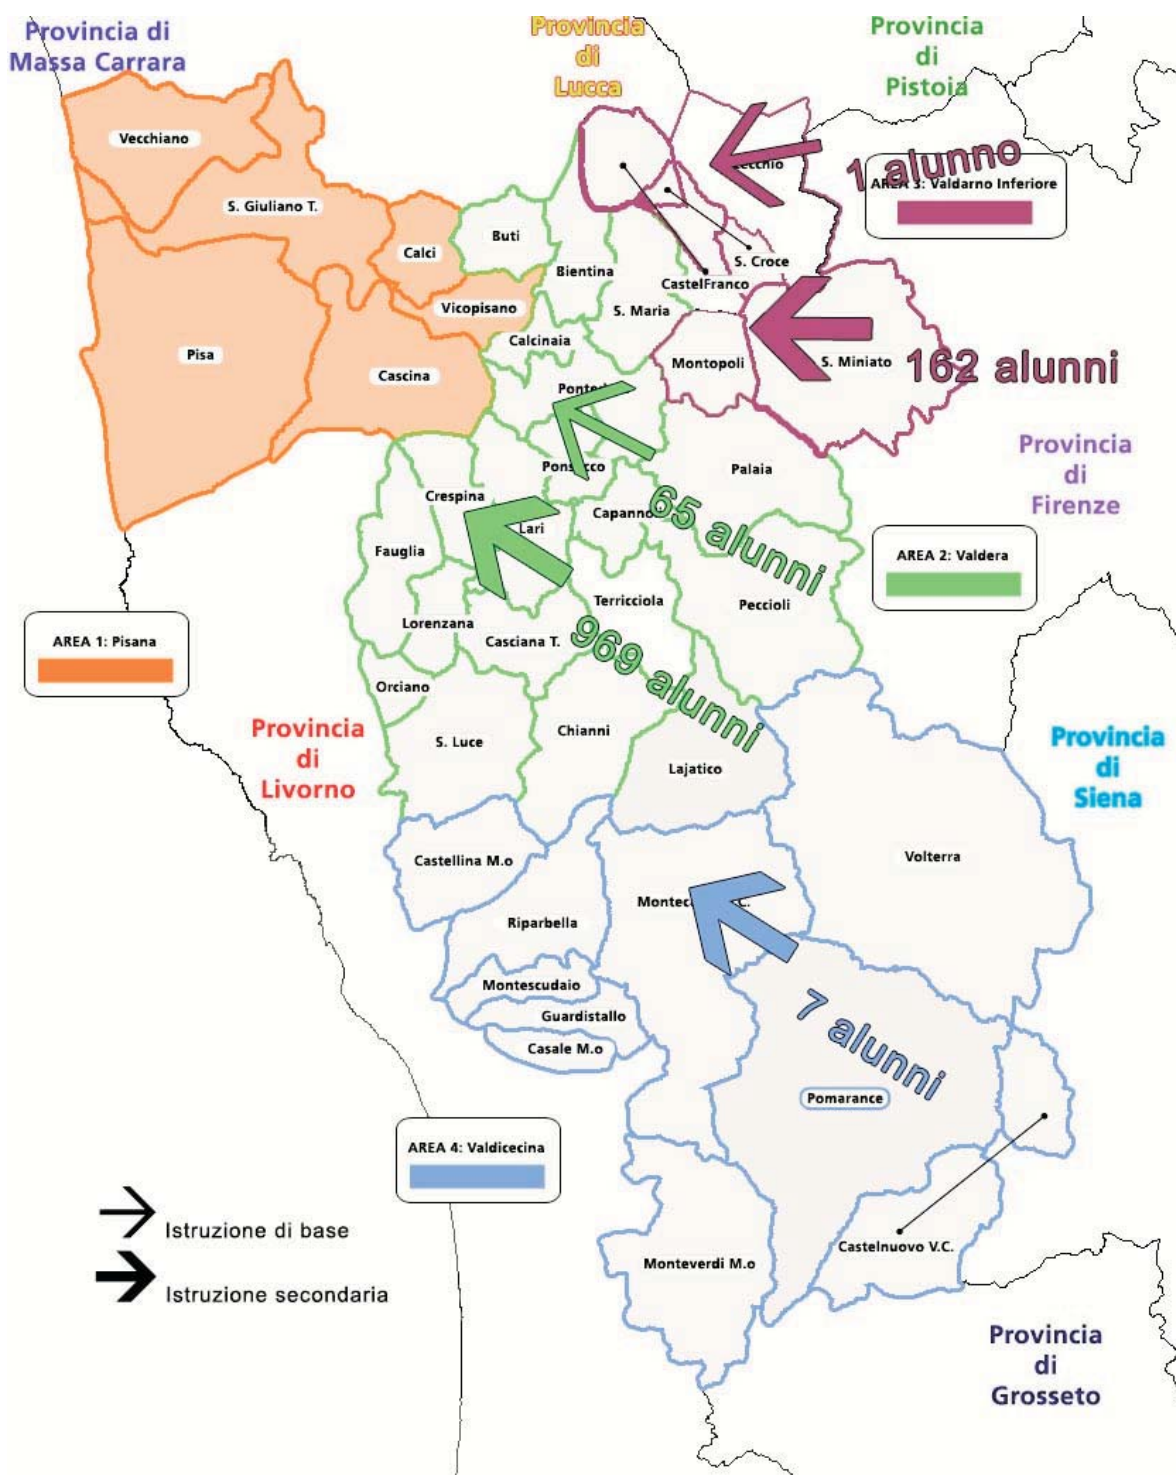 Provincia di
Massa Carrara
Provincia
di
Lucca
Provincia
di
Pistoia
Vecchiano
S. Giuliano T.
Calci
Buti
Bientina
Vicopisano
Pisa
Cascina
Calcinaia
S. Maria
CastelFranco
S. Croce
1 alunno
AREA 3: Valdarno Inferiore
Montopoli
S. Miniato
162 alunni
Provincia
di
Firenze
Palaia
Crespina
Lari
65 alunni
Fauglia
AREA 2: Valdera
Terricciola
Peccioli
Lorenzana
Casciana T.
969 alunni
AREA 1: Pisana
Orciano
S. Luce
Chianni
Lajatico
Provincia
di
Livorno
Provincia
di
Siena
Castellina M.o
Volterra
Riparbella
Montescudaio
Guardistallo
Casale M.o
7 alunni
Pomarance
AREA 4: Valdicecina
Istruzione di base
Istruzione secondaria
Castelnuovo V.C.
Monteverdi M.o
Provincia
di
Grosseto